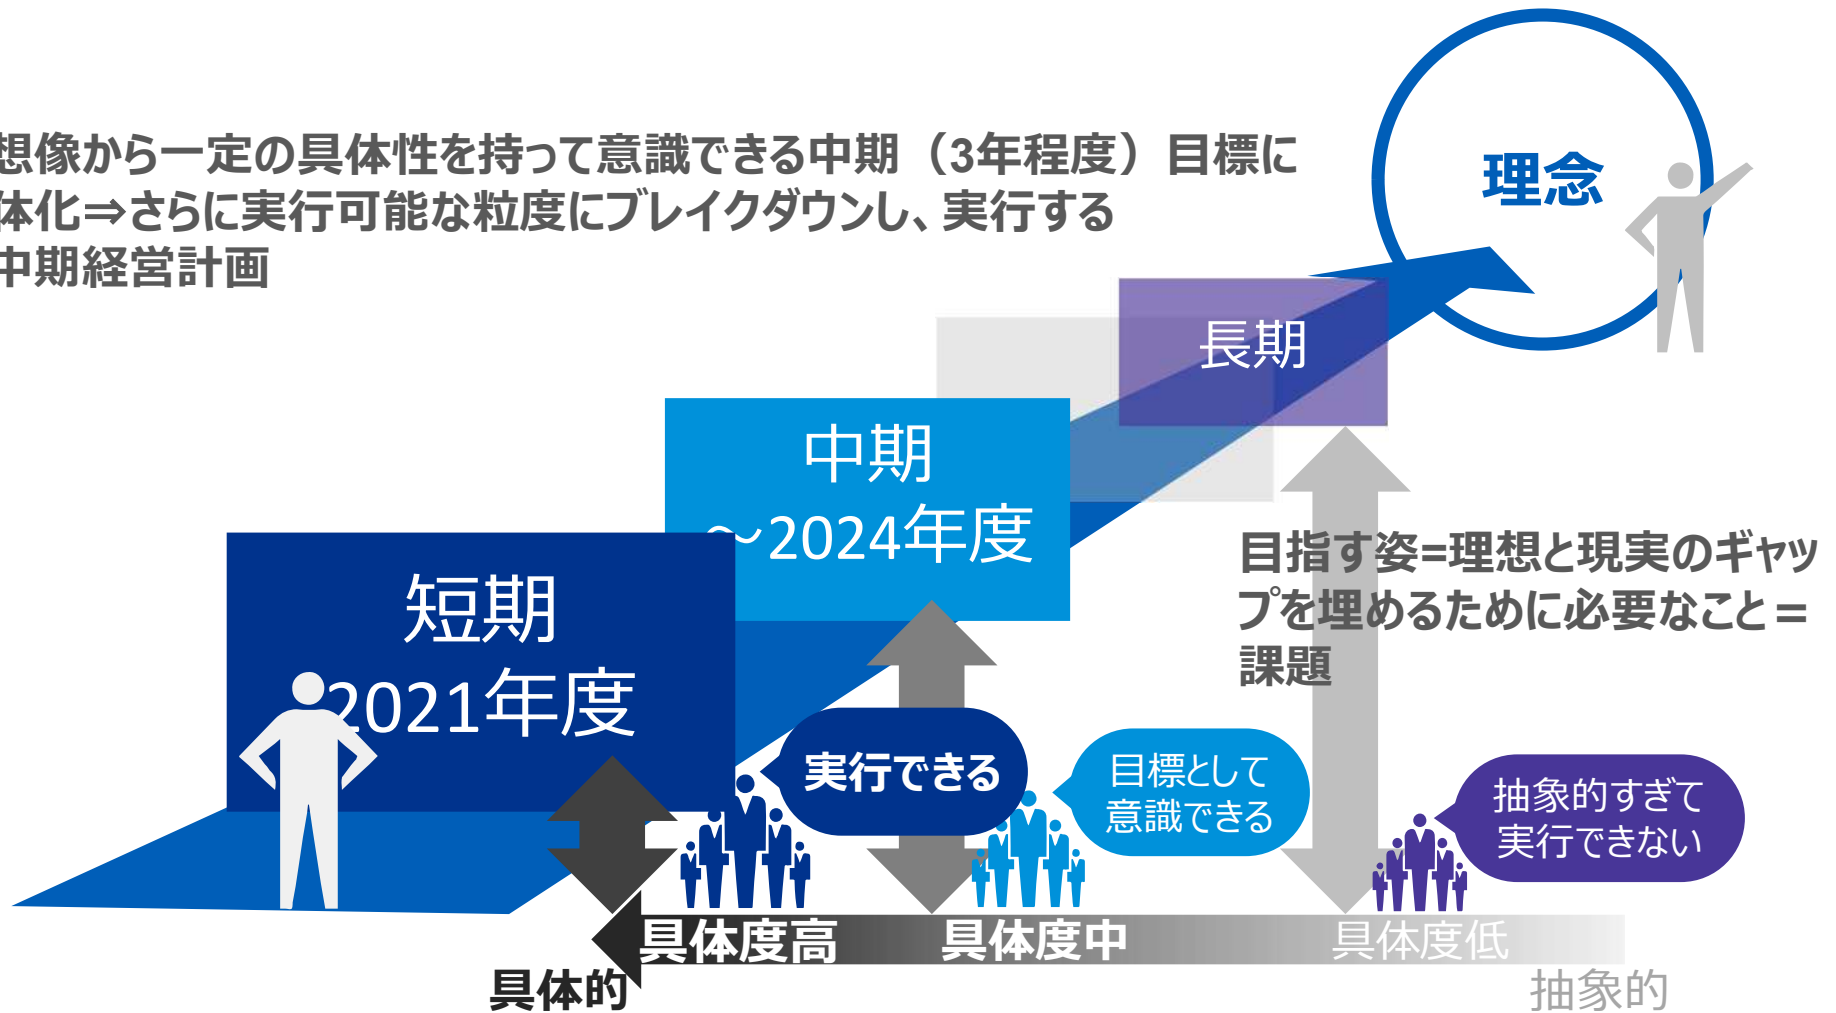 想像から一定の具体性を持って意識できる中期（3年程度）目標に
体化⇒さらに実行可能な粒度にブレイクダウンし、実行する
中期経営計画
理念
長期
中期
～2024年度
短期
2021年度
目指す姿=理想と現実のギャッ
プを埋めるために必要なこと＝
課題
実行できる
目標として
意識できる
抽象的すぎて
実行できない
具体度高
具体度中
具体度低
具体的
抽象的